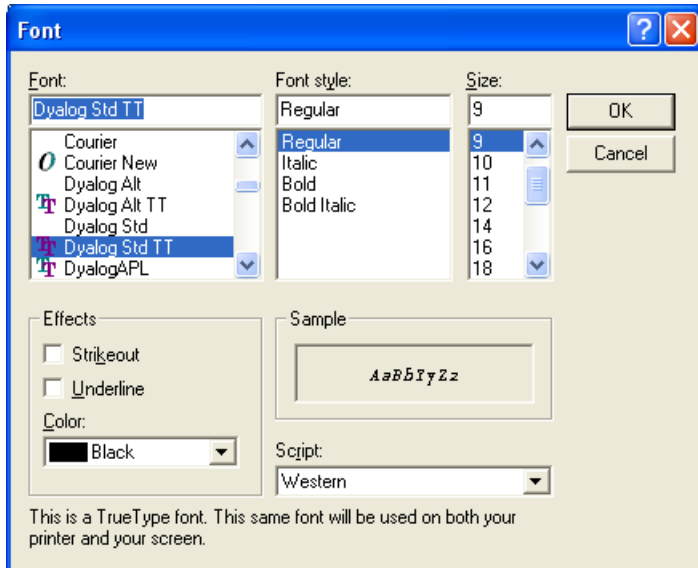 Font
Font:
Dyalog Std TT
Courier
Courier New
Dyalog Alt
Dyalog Alt TT
Dyalog Std
Dyalog Std TT
DyalogAPL
Font style:
Regular
Regular
Italic
Bold
Bold Italic
Size:
9
9
10
11
12
14
16
18
OK
Cancel
Effects
Strikeout
Underline
Color:
Black
Sample
AaBbYyZz
Script:
Western
This is a TrueType font. This same font will be used on both your
printer and your screen.